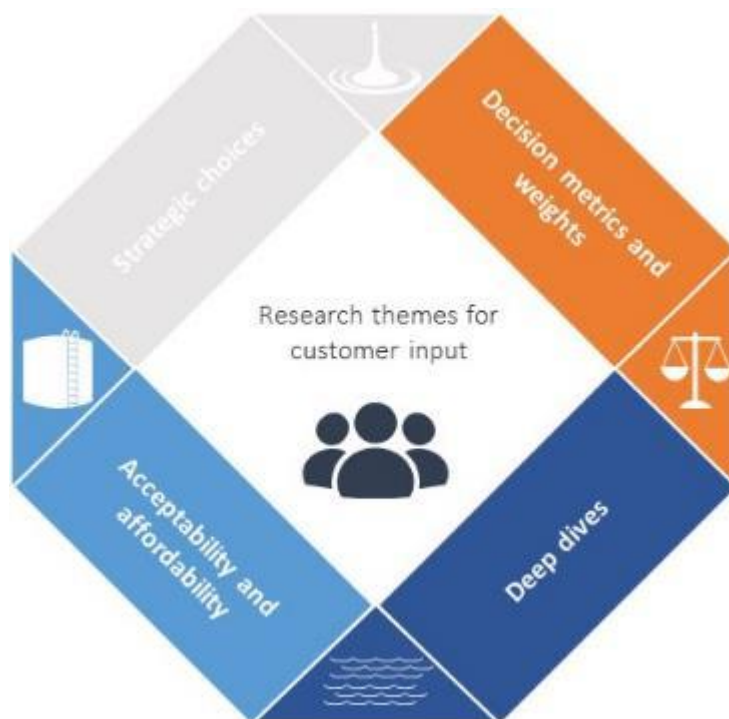 Strategic choices
Decision metrics and
weights
Research themes for
customer input
Acceptability and
affordability
Deep dives